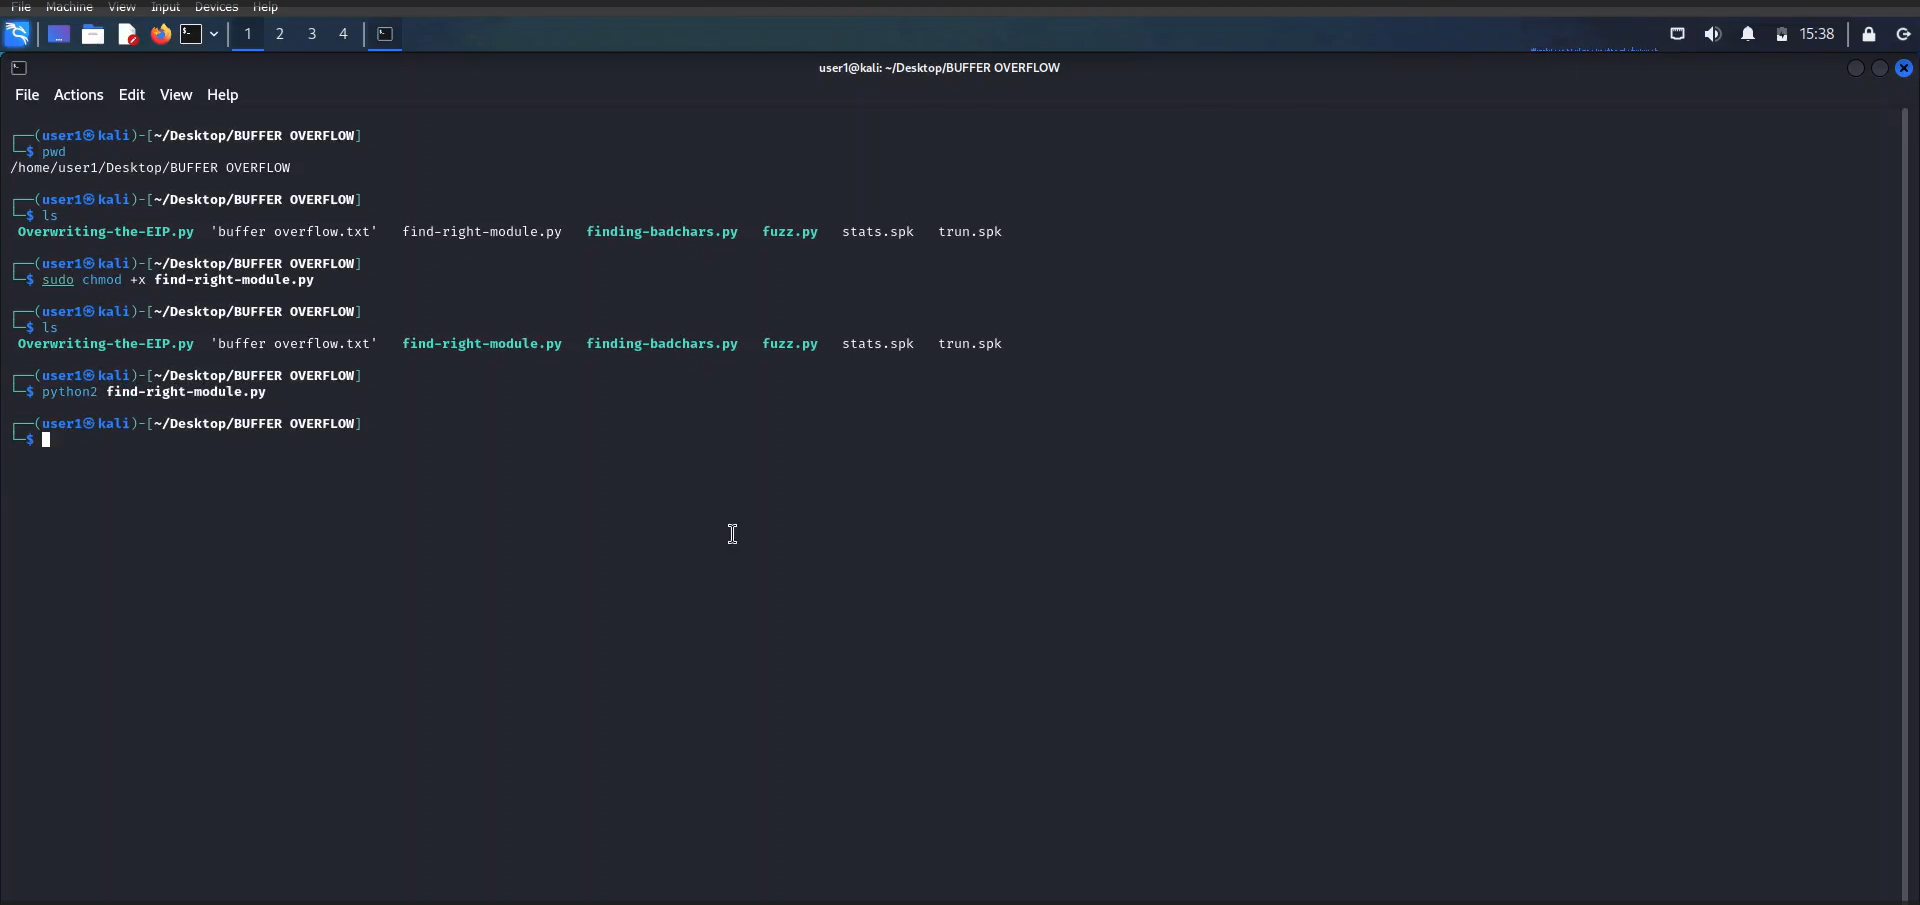 File Machine View Input Devices Help
1 2 3 4 15:38
user1@kali: ~/Desktop/BUFFER OVERFLOW
File Actions Edit View Help
┌──(user1㉿kali)-[~/Desktop/BUFFER OVERFLOW]
└─$ pwd
/home/user1/Desktop/BUFFER OVERFLOW
┌──(user1㉿kali)-[~/Desktop/BUFFER OVERFLOW]
└─$ ls
Overwriting-the-EIP.py 'buffer overflow.txt' find-right-module.py finding-badchars.py fuzz.py stats.spk trun.spk
┌──(user1㉿kali)-[~/Desktop/BUFFER OVERFLOW]
└─$ sudo chmod +x find-right-module.py
┌──(user1㉿kali)-[~/Desktop/BUFFER OVERFLOW]
└─$ ls
Overwriting-the-EIP.py 'buffer overflow.txt' find-right-module.py finding-badchars.py fuzz.py stats.spk trun.spk
┌──(user1㉿kali)-[~/Desktop/BUFFER OVERFLOW]
└─$ python2 find-right-module.py
┌──(user1㉿kali)-[~/Desktop/BUFFER OVERFLOW]
└─$